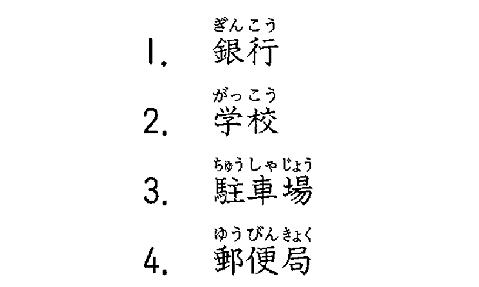 ぎんこう
1. 銀行
がっこう
2. 学校
ちゅうしゃじょう
3. 駐車場
ゆうびんきょく
4. 郵便局